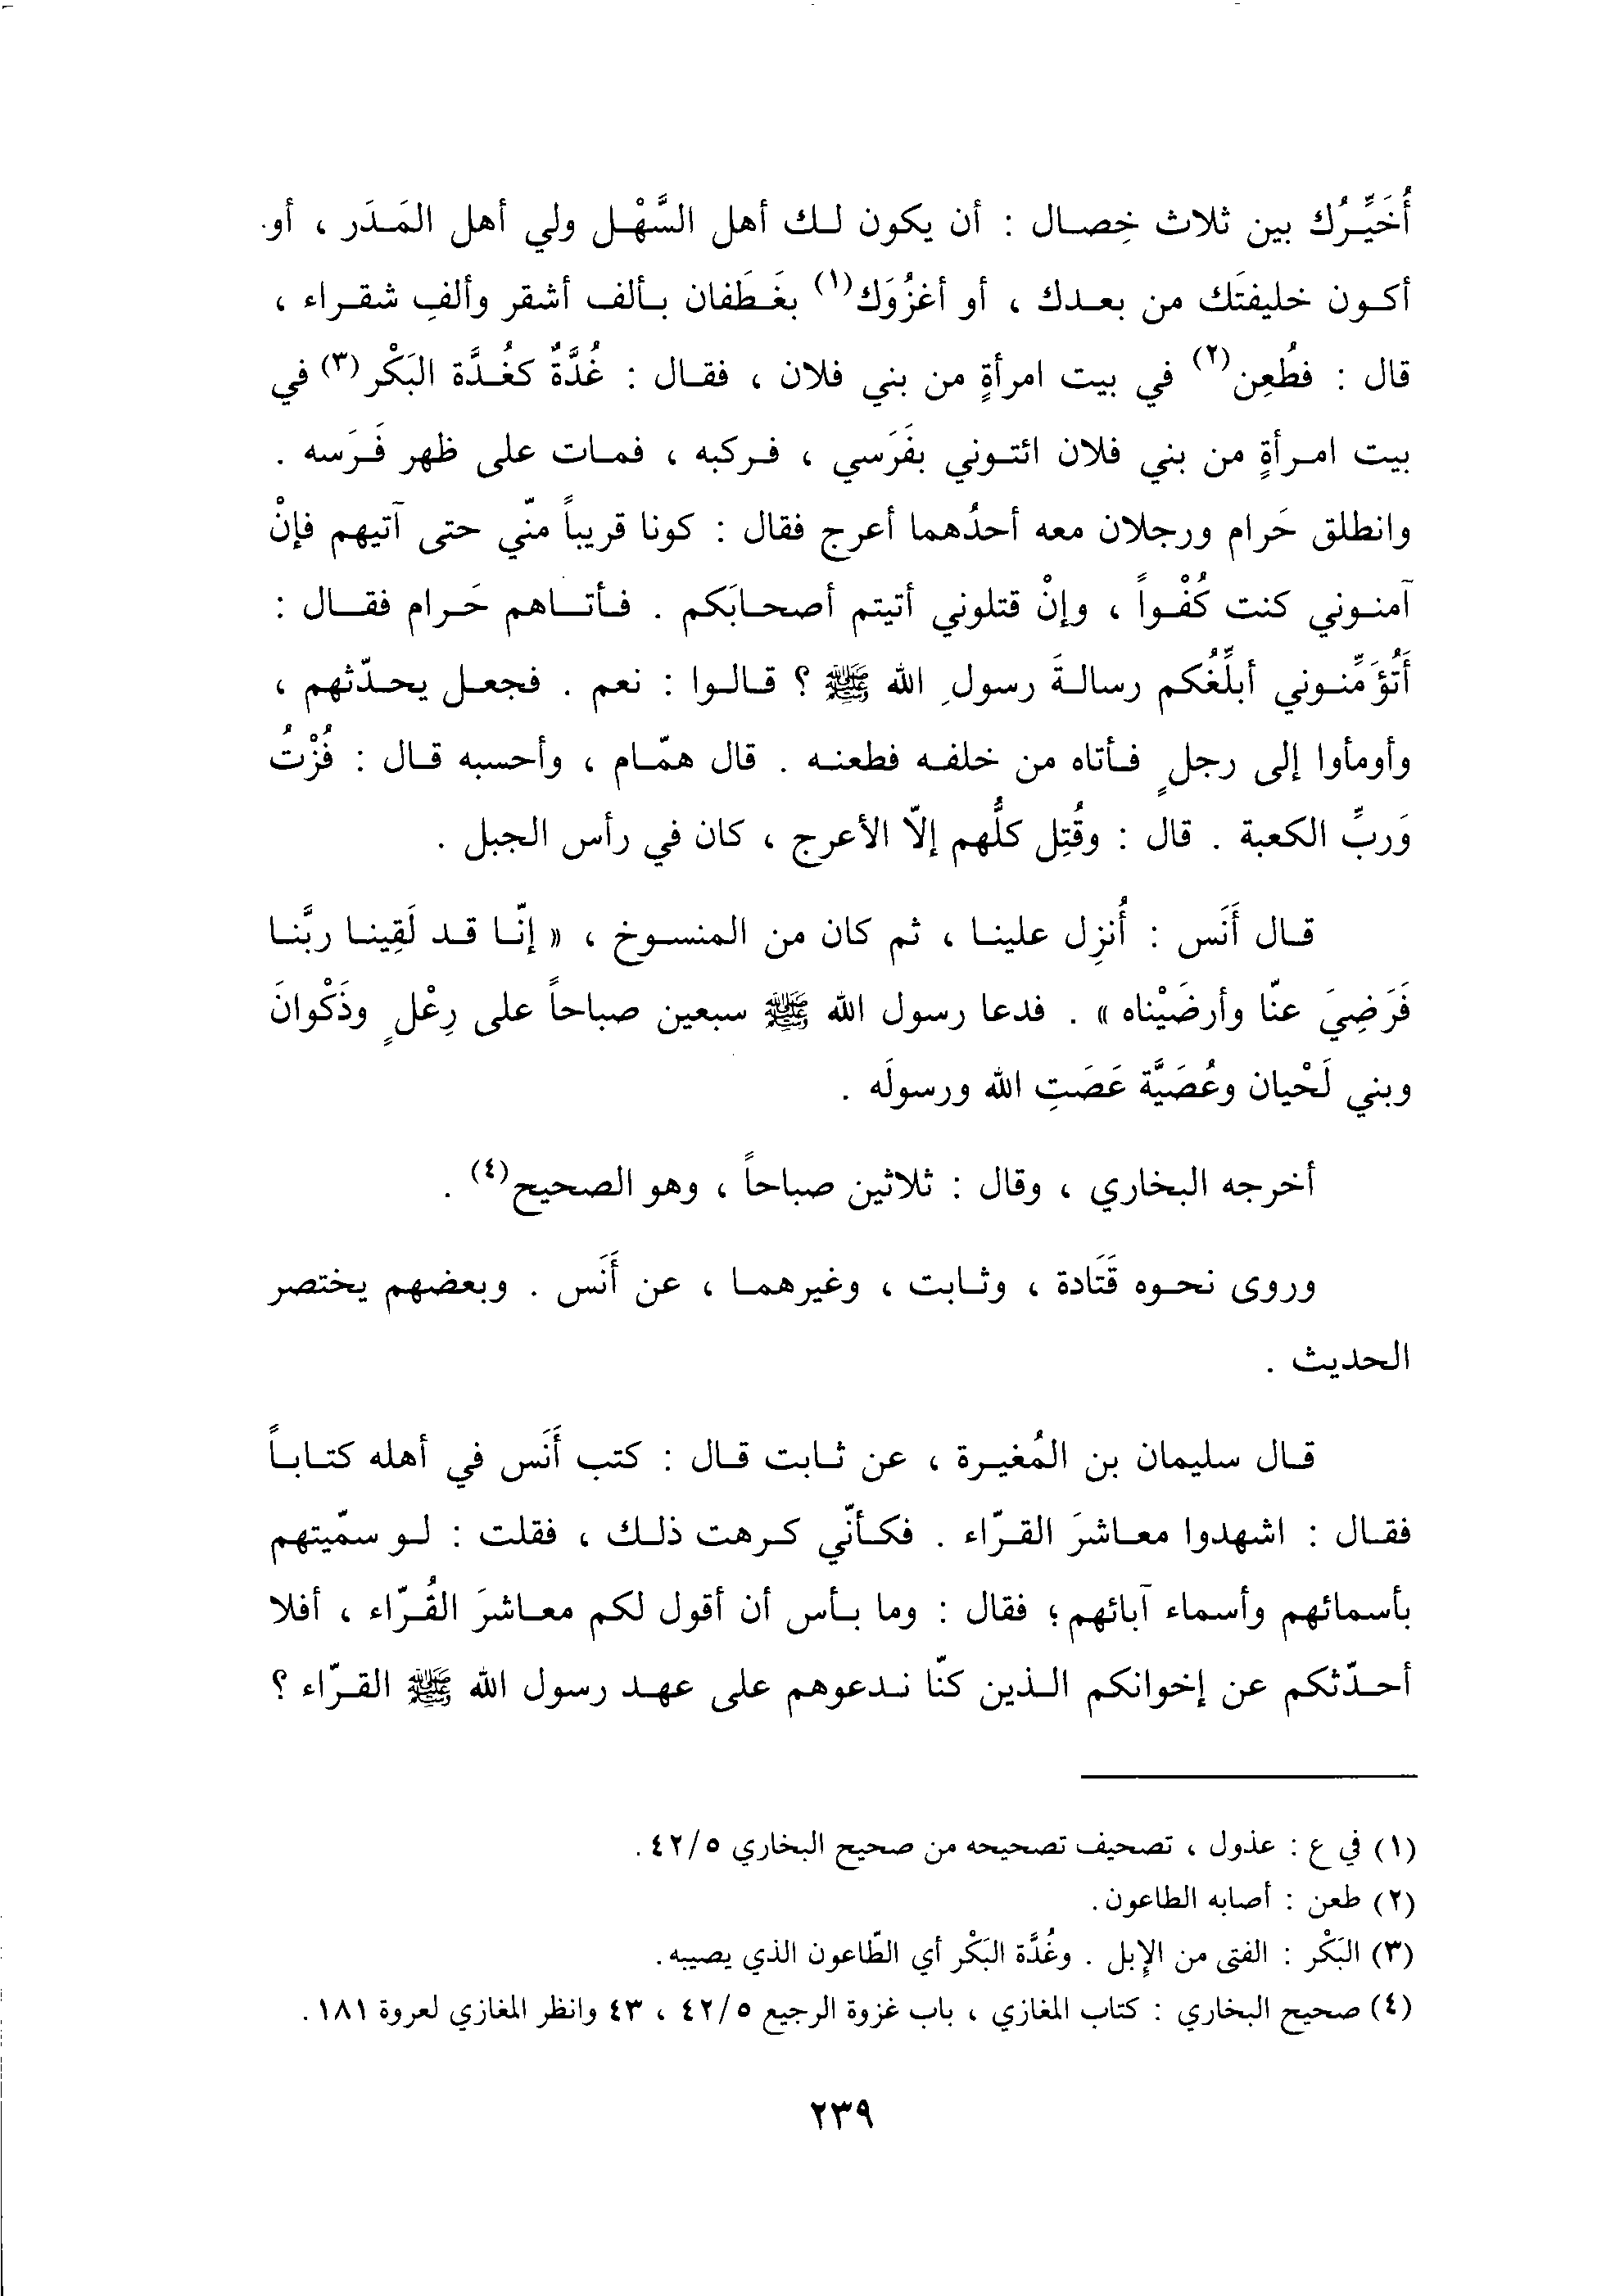 أُخَيِّرُك بين ثلاث خِصال : أن يكون لك أهل السَّهْل ولي أهل المَدَر ، أو
أكون خليفتَك من بعدك ، أو أغزُوَك(١) بغَطَفان بألف أشقر وألفِ شقراء ،
قال : فطُعِن(٢) في بيت امرأةٍ من بني فلان ، فقال : غُدَّةٌ كغُدَّة البَكْر(٣) في
بيت امرأةٍ من بني فلان ائتوني بفَرَسي ، فركبه ، فمات على ظهر فَرَسه .
وانطلق حَرام ورجلان معه أحدُهما أعرج فقال : كونا قريباً منّي حتى آتيهم فإنْ
آمنوني كنت كُفْواً ، وإنْ قتلوني أتيتم أصحابَكم . فأتاهم حَرام فقال :
أَتُؤَمِّنوني أبلِّغُكم رسالةَ رسولِ الله ﷺ ؟ قالوا : نعم . فجعل يحدّثهم ،
وأومأوا إلى رجلٍ فأتاه من خلفه فطعنه . قال همّام ، وأحسبه قال : فُزْتُ
وَربِّ الكعبة . قال : وقُتِل كلُّهم إلاّ الأعرج ، كان في رأس الجبل .
قال أَنَس : أُنزِل علينا ، ثم كان من المنسوخ ، « إنّا قد لَقِينا ربَّنا
فَرَضِيَ عنّا وأرضَيْناه » . فدعا رسول الله ﷺ سبعين صباحاً على رِعْلٍ وذَكْوانَ
وبني لَحْيان وعُصَيَّة عَصَتِ الله ورسولَه .
أخرجه البخاري ، وقال : ثلاثين صباحاً ، وهو الصحيح(٤) .
وروى نحوه قَتَادة ، وثابت ، وغيرهما ، عن أَنَس . وبعضهم يختصر
الحديث .
قال سليمان بن المُغيرة ، عن ثابت قال : كتب أَنَس في أهله كتاباً
فقال : اشهدوا معاشرَ القرّاء . فكأنّي كرهت ذلك ، فقلت : لو سمّيتهم
بأسمائهم وأسماء آبائهم؛ فقال : وما بأس أن أقول لكم معاشرَ القُرّاء ، أفلا
أحدّثكم عن إخوانكم الذين كنّا ندعوهم على عهد رسول الله ﷺ القرّاء ؟
(١) في ع : عذول ، تصحيف تصحيحه من صحيح البخاري ٤٢/٥ .
(٢) طعن : أصابه الطاعون .
(٣) البَكْر : الفتى من الإبل . وغُدَّة البَكْر أي الطّاعون الذي يصيبه .
(٤) صحيح البخاري : كتاب المغازي ، باب غزوة الرجيع ٤٢/٥ ، ٤٣ وانظر المغازي لعروة ١٨١ .
٢٣٩